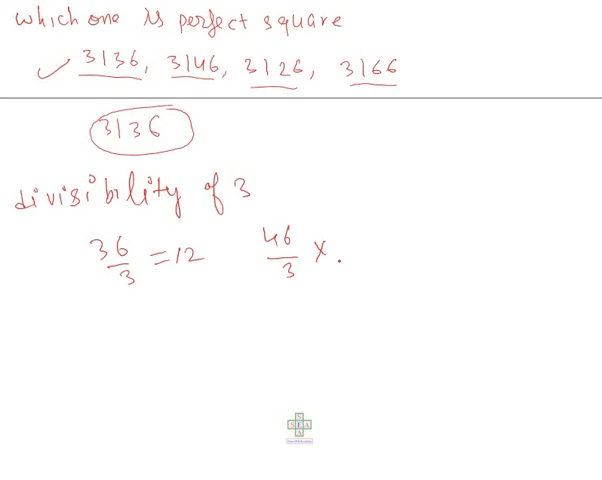 which one is perfect square
✓ 3136, 3146, 3126, 3166
3136
divisibility of 3
36/3 = 12 46/3 x.
S
S E A
A